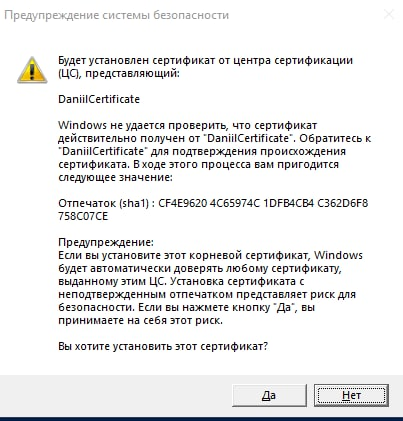 Предупреждение системы безопасности
Будет установлен сертификат от центра сертификации
(ЦС), представляющий:
DaniilCertificate
Windows не удается проверить, что сертификат
действительно получен от "DaniilCertificate". Обратитесь к
"DaniilCertificate" для подтверждения происхождения
сертификата. В ходе этого процесса вам пригодится
следующее значение:
Отпечаток (sha1) : CF4E9620 4C65974C 1DFB4CB4 C362D6F8
758C07CE
Предупреждение:
Если вы установите этот корневой сертификат, Windows
будет автоматически доверять любому сертификату,
выданному этим ЦС. Установка сертификата с
неподтвержденным отпечатком представляет риск для
безопасности. Если вы нажмете кнопку "Да", вы
принимаете на себя этот риск.
Вы хотите установить этот сертификат?
Да
Нет